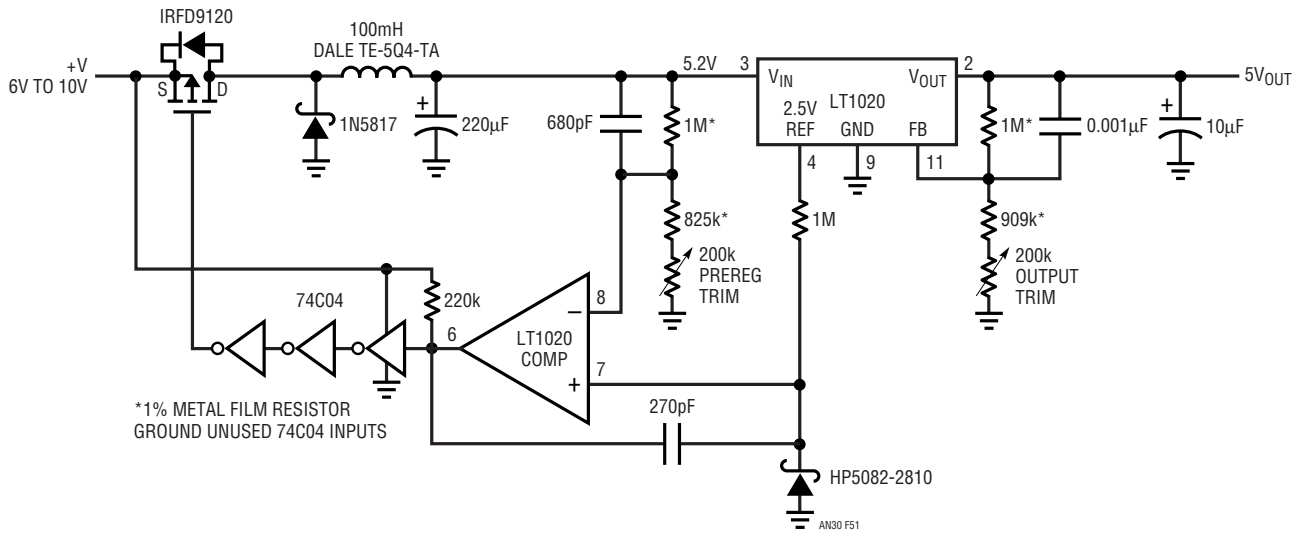 IRFD9120
100mH
DALE TE-5Q4-TA
+V
6V TO 10V
S
D
1N5817
+
220μF
680pF
5.2V
1M*
3
VIN
VOUT
2
2.5V
REF
LT1020
GND
FB
4
9
11
1M*
0.001μF
+
10μF
5VOUT
825k*
200k
PREREG
TRIM
1M
909k*
200k
OUTPUT
TRIM
74C04
220k
6
8
−
LT1020
COMP
7
+
270pF
*1% METAL FILM RESISTOR
GROUND UNUSED 74C04 INPUTS
HP5082-2810
AN30 F51